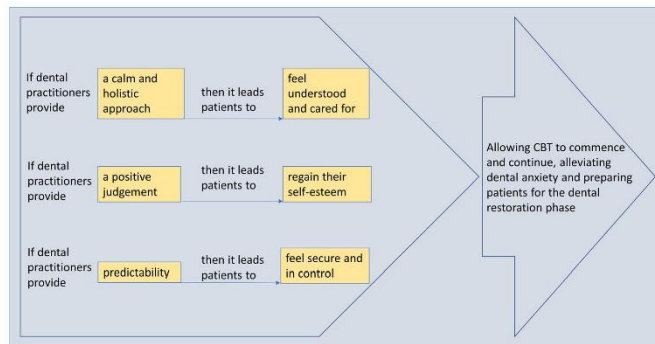 If dental
practitioners
provide
a calm and
holistic
approach
then it leads
patients to
feel
understood
and cared for
If dental
practitioners
provide
a positive
judgement
then it leads
patients to
regain their
self-esteem
If dental
practitioners
provide
predictability
then it leads
patients to
feel secure and
in control
Allowing CBT to commence
and continue, alleviating
dental anxiety and preparing
patients for the dental
restoration phase